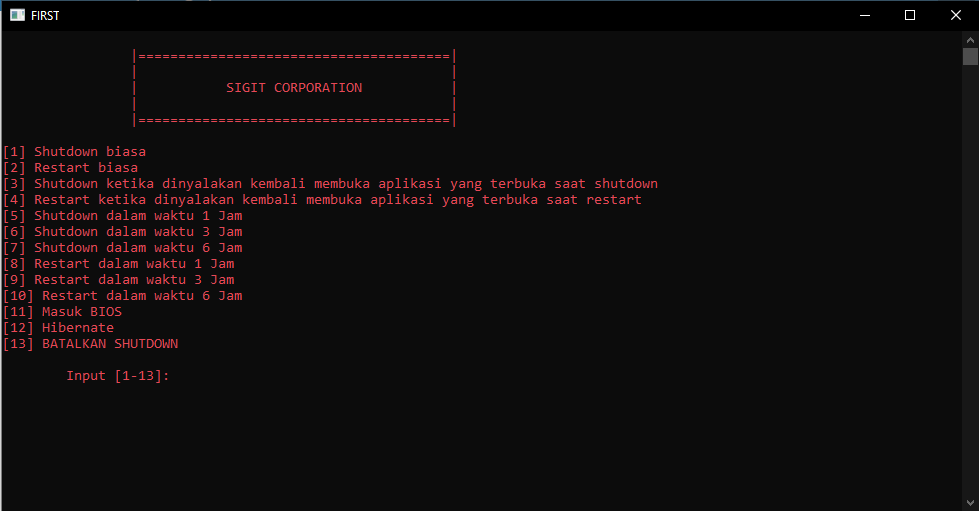 FIRST
|=======================================|
| |
| SIGIT CORPORATION |
| |
|=======================================|
[1] Shutdown biasa
[2] Restart biasa
[3] Shutdown ketika dinyalakan kembali membuka aplikasi yang terbuka saat shutdown
[4] Restart ketika dinyalakan kembali membuka aplikasi yang terbuka saat restart
[5] Shutdown dalam waktu 1 Jam
[6] Shutdown dalam waktu 3 Jam
[7] Shutdown dalam waktu 6 Jam
[8] Restart dalam waktu 1 Jam
[9] Restart dalam waktu 3 Jam
[10] Restart dalam waktu 6 Jam
[11] Masuk BIOS
[12] Hibernate
[13] BATALKAN SHUTDOWN
Input [1-13]: